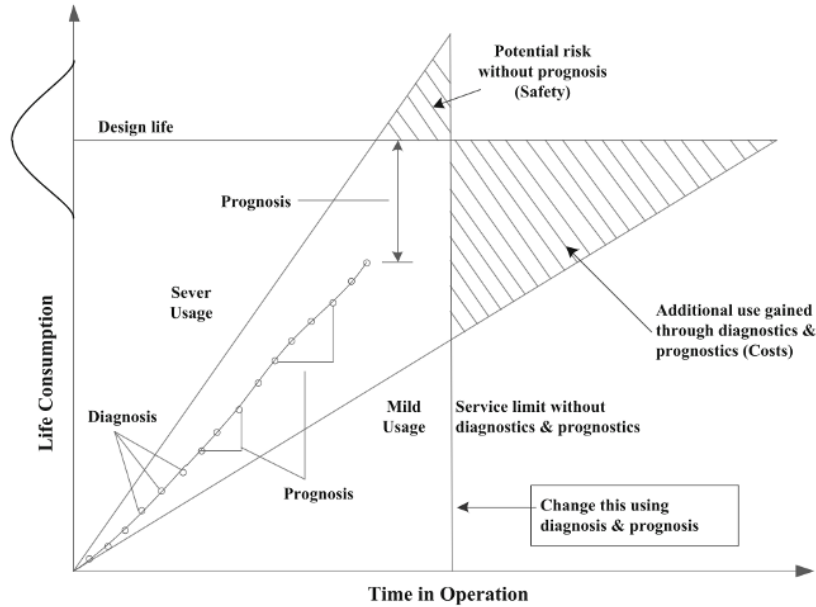 Potential risk
without prognosis
(Safety)
Design life
Prognosis
Sever
Usage
Additional use gained
through diagnostics &
prognostics (Costs)
Life Consumption
Diagnosis
Mild
Usage
Service limit without
diagnostics & prognostics
Prognosis
Change this using
diagnosis & prognosis
Time in Operation